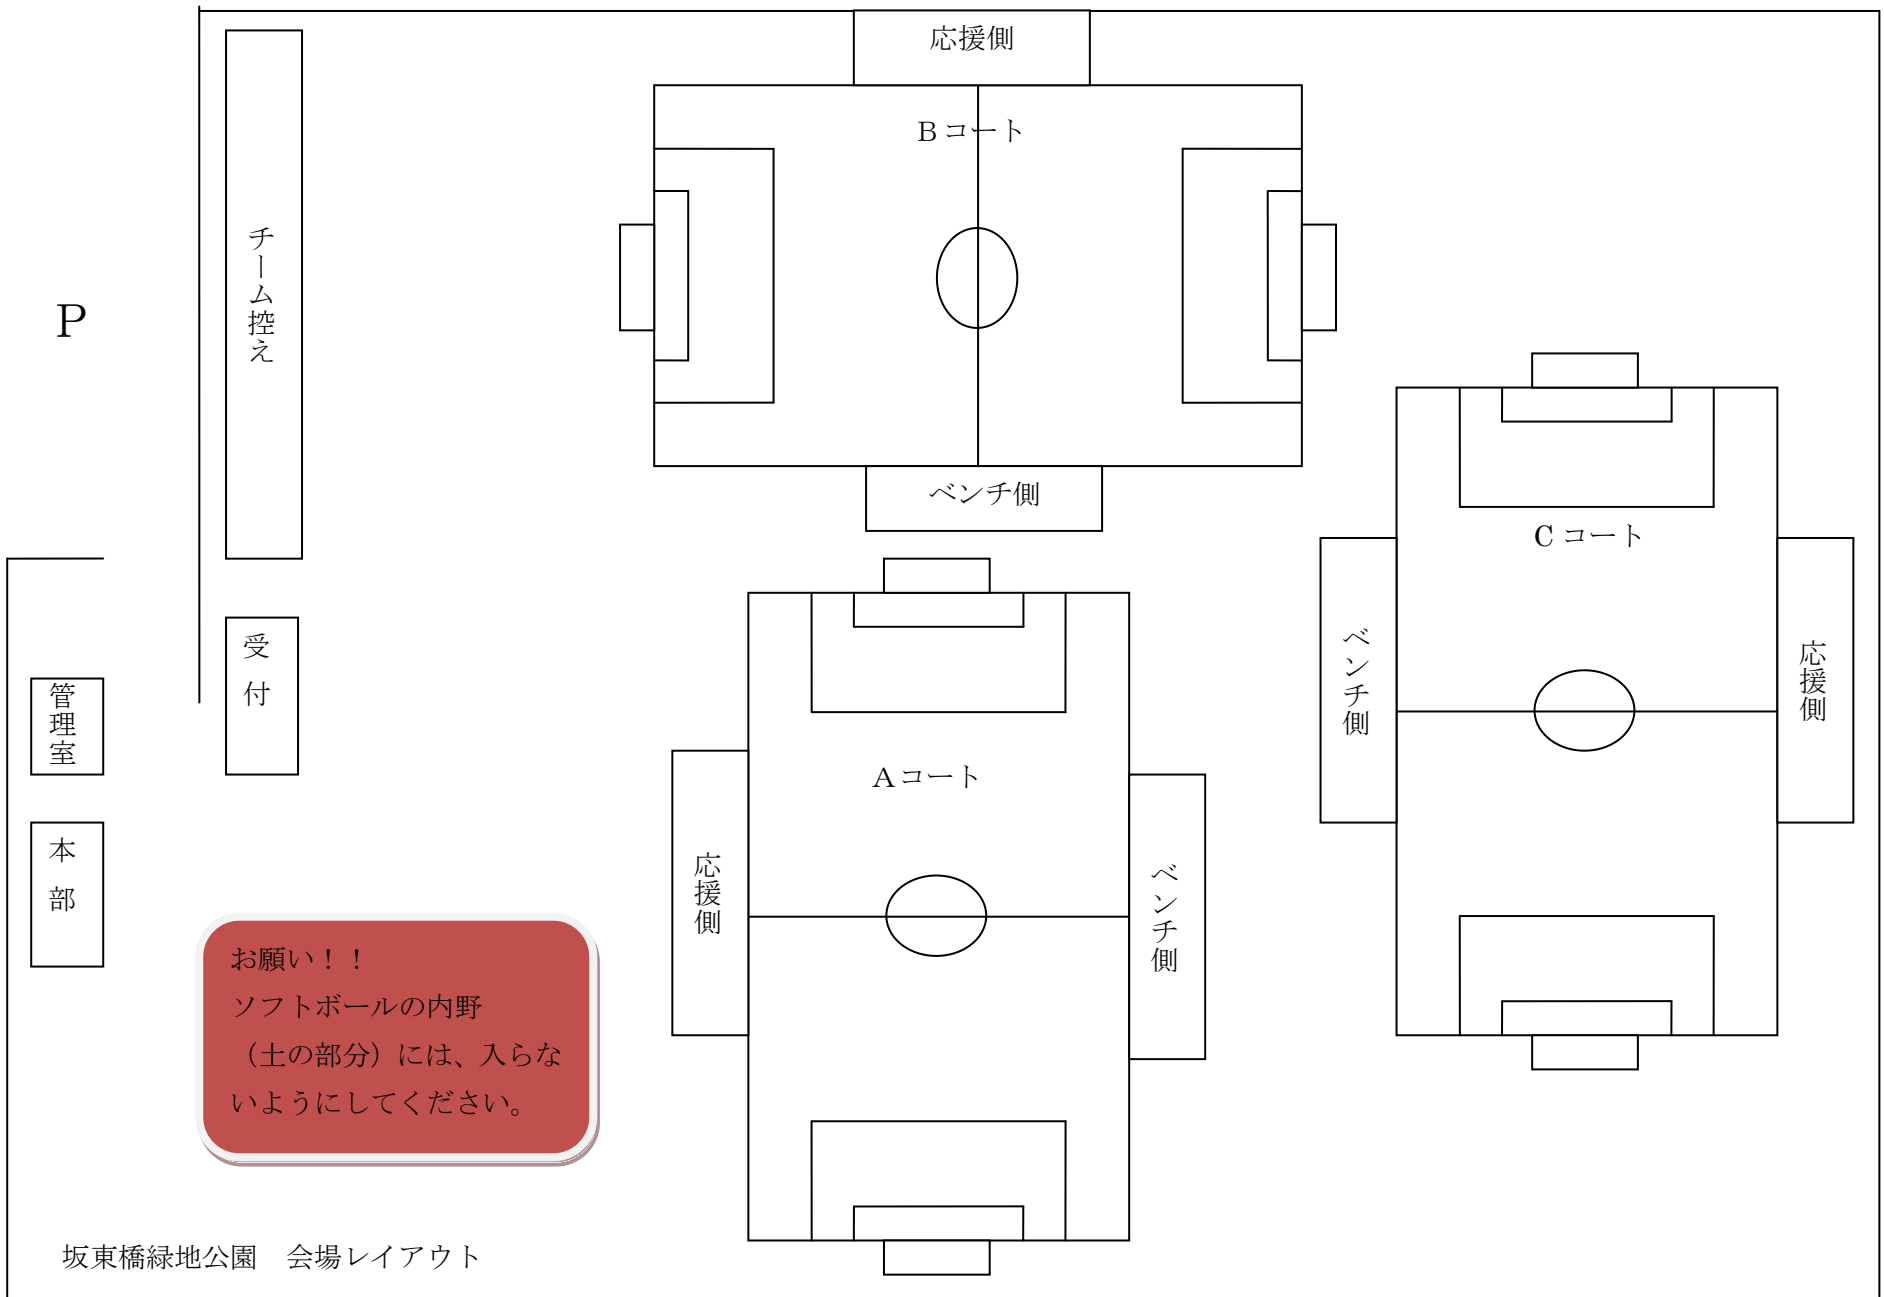 応援側
Bコート
チーム控え
P
ベンチ側
Cコート
受付
管理室
ベンチ側
応援側
Aコート
本部
応援側
ベンチ側
お願い！！
ソフトボールの内野
（土の部分）には、入らな
いようにしてください。
坂東橋緑地公園　会場レイアウト